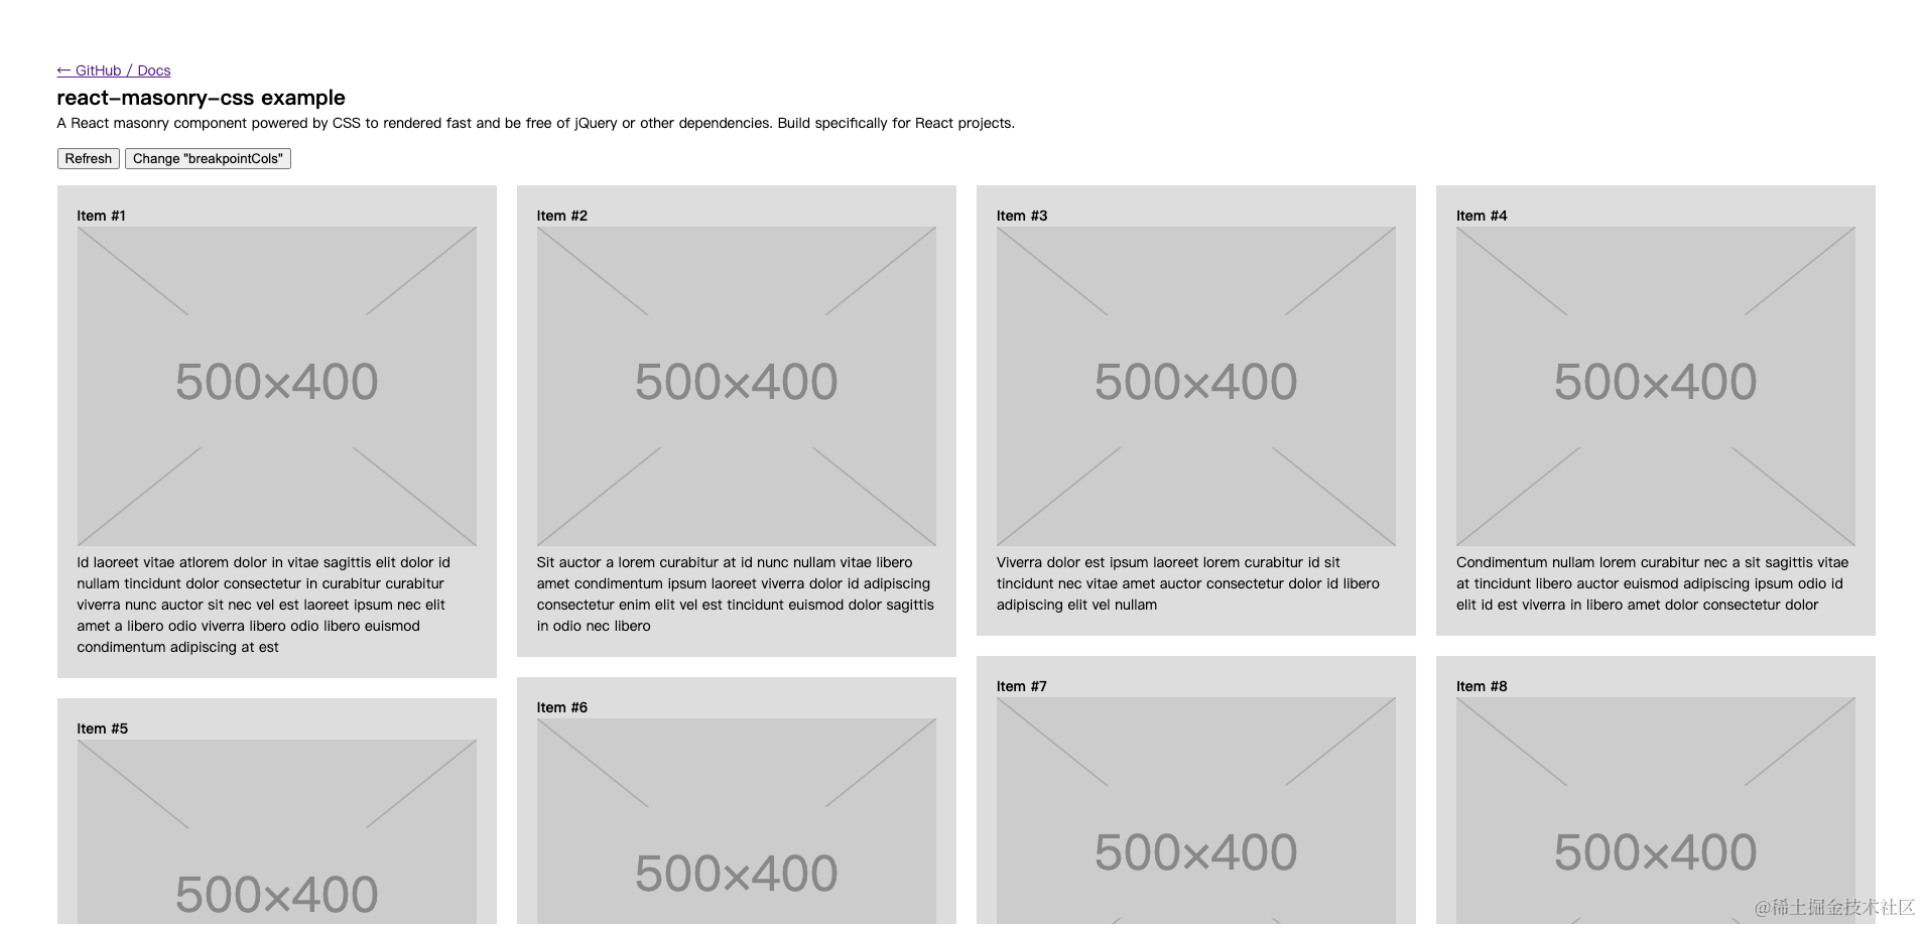 ← GitHub / Docs
react-masonry-css example
A React masonry component powered by CSS to rendered fast and be free of jQuery or other dependencies. Build specifically for React projects.
Refresh
Change "breakpointCols"
Item #1
500×400
Id laoreet vitae atlorem dolor in vitae sagittis elit dolor id
nullam tincidunt dolor consectetur in curabitur curabitur
viverra nunc auctor sit nec vel est laoreet ipsum nec elit
amet a libero odio viverra libero odio libero euismod
condimentum adipiscing at est
Item #2
500×400
Sit auctor a lorem curabitur at id nunc nullam vitae libero
amet condimentum ipsum laoreet viverra dolor id adipiscing
consectetur enim elit vel est tincidunt euismod dolor sagittis
in odio nec libero
Item #3
500×400
Viverra dolor est ipsum laoreet lorem curabitur id sit
tincidunt nec vitae amet auctor consectetur dolor id libero
adipiscing elit vel nullam
Item #4
500×400
Condimentum nullam lorem curabitur nec a sit sagittis vitae
at tincidunt libero auctor euismod adipiscing ipsum odio id
elit id est viverra in libero amet dolor consectetur dolor
Item #5
500×400
Item #6
500×400
Item #7
500×400
Item #8
500×400
@稀土掘金技术社区